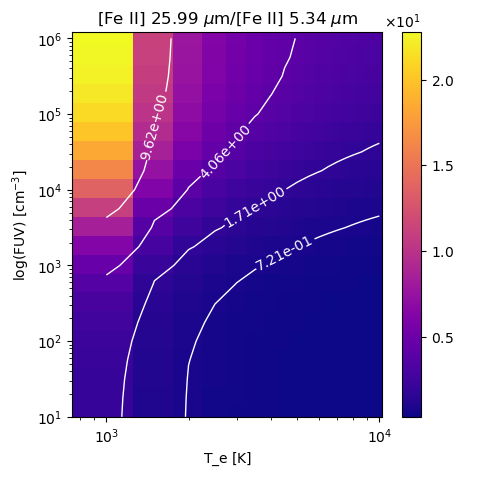 [Fe II] 25.99 μm/[Fe II] 5.34 μm
×10¹
10⁶
10⁵
10⁴
10³
10²
10¹
log(FUV) [cm⁻³]
9.62e+00
4.06e+00
1.71e+00
7.21e-01
2.0
1.5
1.0
0.5
10³
10⁴
T_e [K]